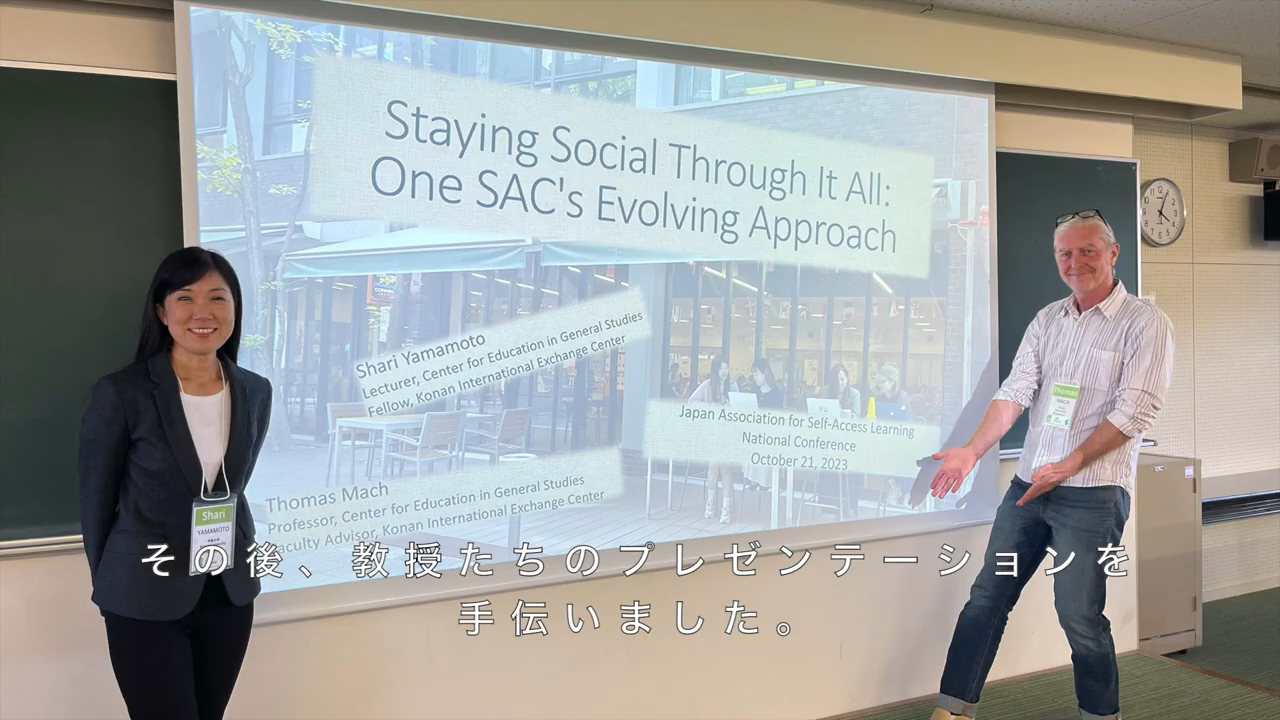 Staying Social Through It All:
One SAC's Evolving Approach
Shari Yamamoto
Lecturer, Center for Education in General Studies
Fellow, Konan International Exchange Center
Japan Association for Self-Access Learning
National Conference
October 21, 2023
Thomas Mach
Professor, Center for Education in General Studies
Faculty Advisor, Konan International Exchange Center
Shari
YAMAMOTO
Thomas
MACH
その後、教授たちのプレゼンテーションを
手伝いました。